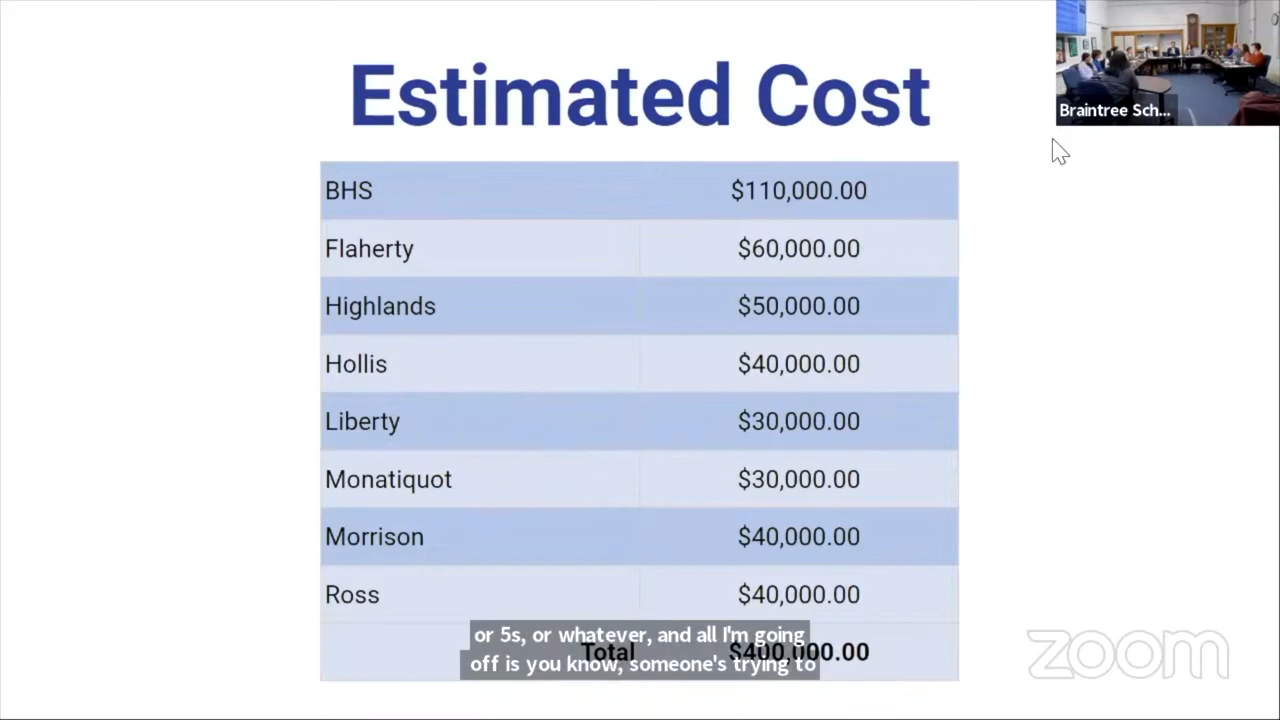 Estimated Cost
Braintree Sch...
BHS $110,000.00
Flaherty $60,000.00
Highlands $50,000.00
Hollis $40,000.00
Liberty $30,000.00
Monatiquot $30,000.00
Morrison $40,000.00
Ross $40,000.00
Total $400,000.00
or 5s, or whatever, and all I'm going
off is you know, someone's trying to
zoom